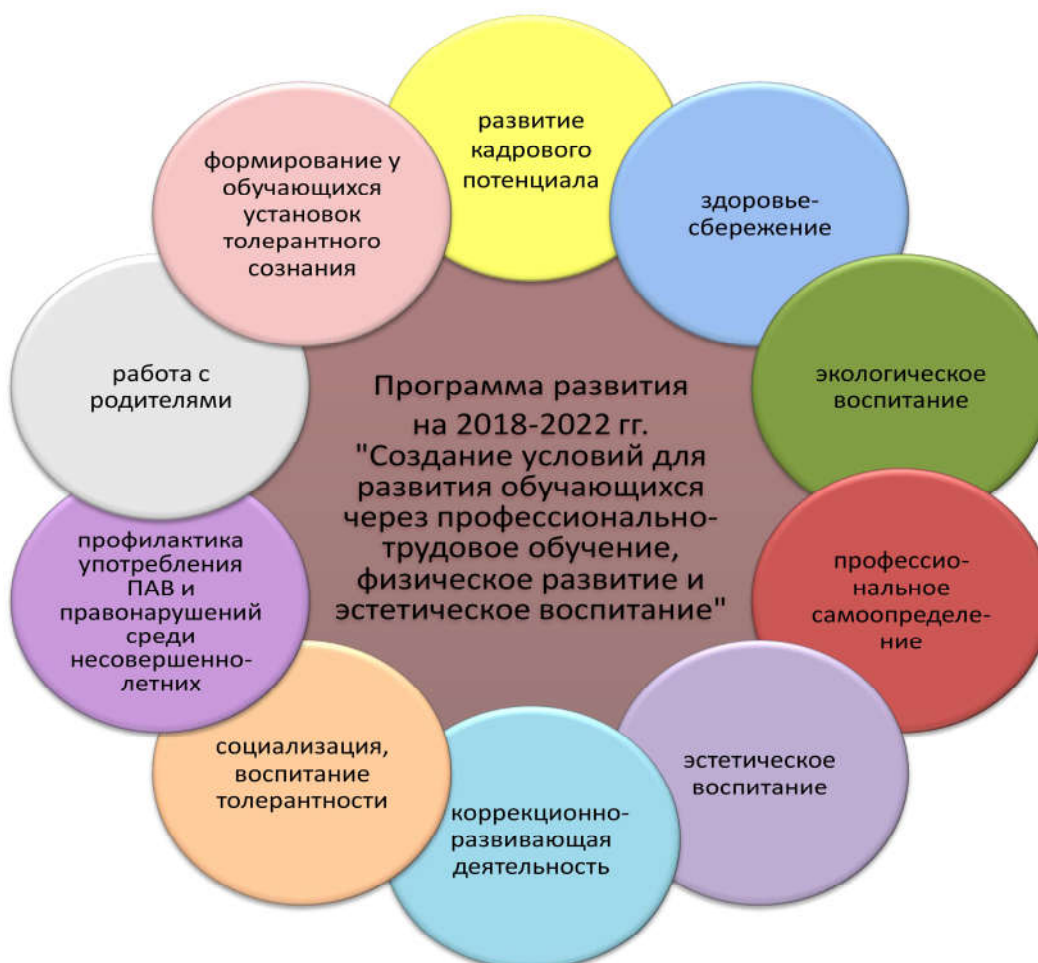 развитие
кадрового
потенциала
здоровье-
сбережение
экологическое
воспитание
профессио-
нальное
самоопределе-
ние
эстетическое
воспитание
коррекционно-
развивающая
деятельность
социализация,
воспитание
толерантности
профилактика
употребления
ПАВ и
правонарушений
среди
несовершенно-
летних
работа с
родителями
формирование у
обучающихся
установок
толерантного
сознания
Программа развития
на 2018-2022 гг.
"Создание условий для
развития обучающихся
через профессионально-
трудовое обучение,
физическое развитие и
эстетическое воспитание"